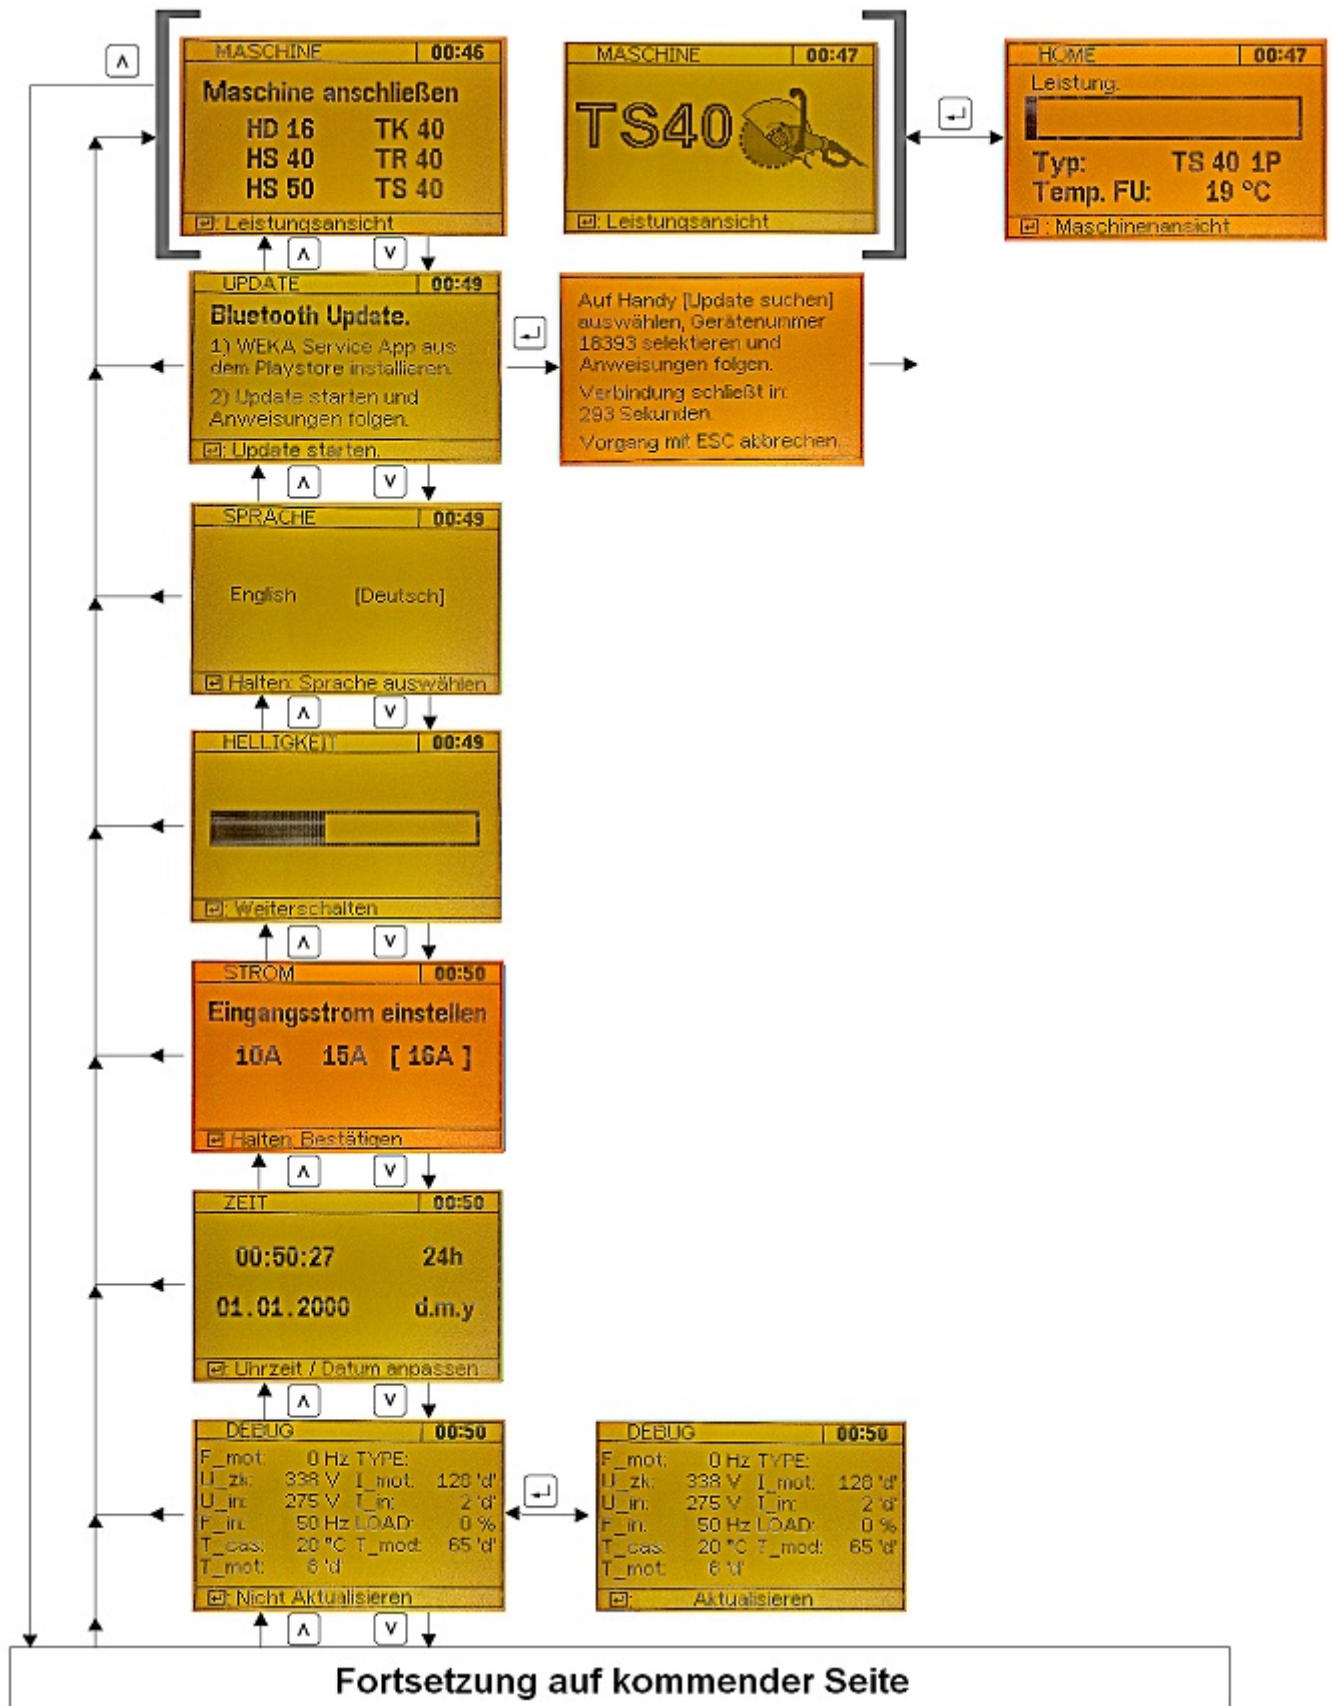 MASCHINE 00:46
Maschine anschließen
HD 16 TK 40
HS 40 TR 40
HS 50 TS 40
: Leistungsansicht
MASCHINE 00:47
TS40
: Leistungsansicht
HOME 00:47
Leistung:
Typ: TS 40 1P
Temp. FU: 19 °C
: Maschinenansicht
UPDATE 00:49
Bluetooth Update.
1) WEKA Service App aus
dem Playstore installieren.
2) Update starten und
Anweisungen folgen.
: Update starten.
Auf Handy [Update suchen]
auswählen, Gerätenummer
18393 selektieren und
Anweisungen folgen.
Verbindung schließt in:
293 Sekunden.
Vorgang mit ESC abbrechen.
SPRACHE 00:49
English [Deutsch]
Halten: Sprache auswählen
HELLIGKEIT 00:49
: Weiterschalten
STROM 00:50
Eingangsstrom einstellen
10A 15A [ 16A ]
Halten: Bestätigen
ZEIT 00:50
00:50:27 24h
01.01.2000 d.m.y
: Uhrzeit / Datum anpassen
DEBUG 00:50
F_mot: 0 Hz TYPE:
U_zk: 338 V I_mot: 128 'd'
U_in: 275 V I_in: 2 'd'
F_in: 50 Hz LOAD: 0 %
T_cas: 20 °C T_mod: 65 'd'
T_mot: 6 'd'
: Nicht Aktualisieren
DEBUG 00:50
F_mot: 0 Hz TYPE:
U_zk: 338 V I_mot: 128 'd'
U_in: 275 V I_in: 2 'd'
F_in: 50 Hz LOAD: 0 %
T_cas: 20 °C T_mod: 65 'd'
T_mot: 6 'd'
: Aktualisieren
Fortsetzung auf kommender Seite